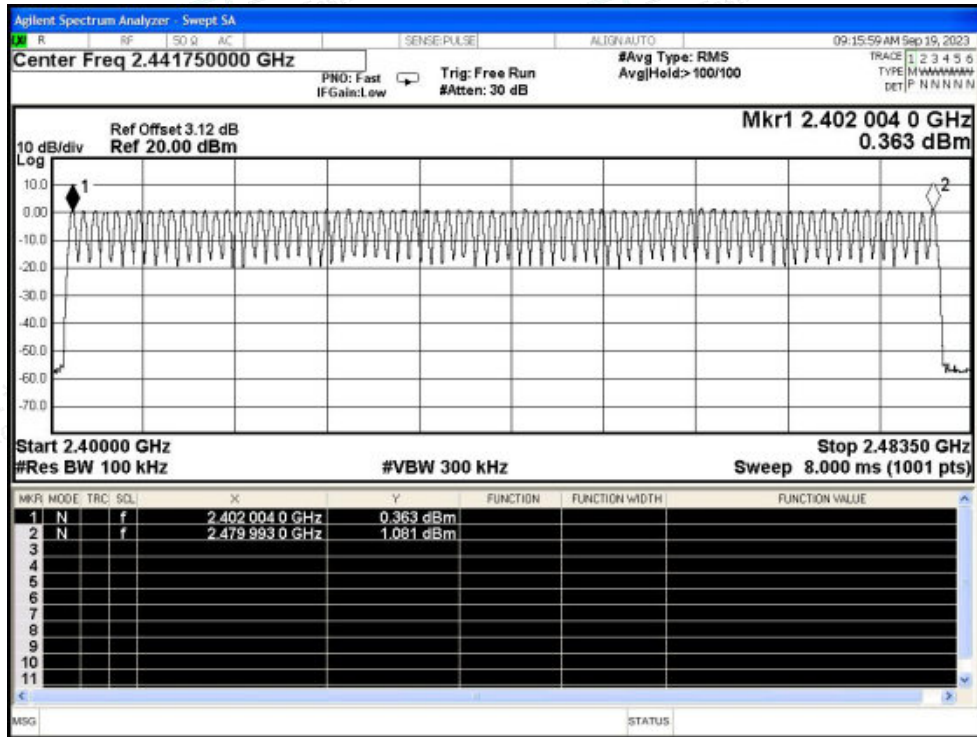 Agilent Spectrum Analyzer - Swept SA
R RF 50 Ω AC SENSE:PULSE ALIGN AUTO 09:15:59 AM Sep 19, 2023
Center Freq 2.441750000 GHz #Avg Type: RMS TRACE 1 2 3 4 5 6
PNO: Fast Trig: Free Run Avg|Hold:> 100/100 TYPE M WWWWW
IFGain:Low #Atten: 30 dB DET P N N N N N
Ref Offset 3.12 dB Mkr1 2.402 004 0 GHz
10 dB/div Ref 20.00 dBm 0.363 dBm
Log
10.0
1
2
0.00
-10.0
-20.0
-30.0
-40.0
-50.0
-60.0
-70.0
Start 2.40000 GHz Stop 2.48350 GHz
#Res BW 100 kHz #VBW 300 kHz Sweep 8.000 ms (1001 pts)
MKR MODE TRC SCL X Y FUNCTION FUNCTION WIDTH FUNCTION VALUE
1 N f 2.402 004 0 GHz 0.363 dBm
2 N f 2.479 993 0 GHz 1.081 dBm
3
4
5
6
7
8
9
10
11
MSG STATUS